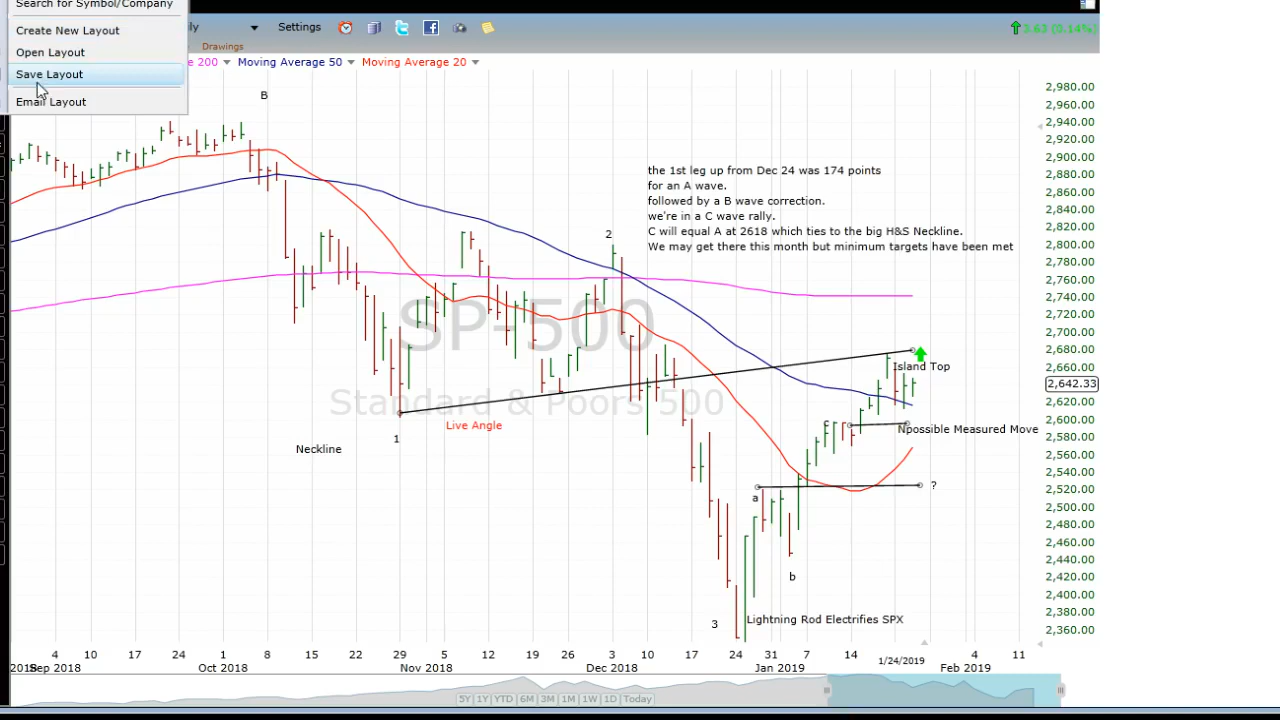 Search for Symbol/Company
Create New Layout
Open Layout
Save Layout
Email Layout
ly
Settings
Drawings
3.63 (0.14%)
200
Moving Average 50
Moving Average 20
B
the 1st leg up from Dec 24 was 174 points
for an A wave.
followed by a B wave correction.
we're in a C wave rally.
C will equal A at 2618 which ties to the big H&S Neckline.
We may get there this month but minimum targets have been met
2
SP-500
Standard & Poors 500
Island Top
Live Angle
1
Neckline
c
Npossible Measured Move
a
?
b
3
Lightning Rod Electrifies SPX
2,980.00
2,960.00
2,940.00
2,920.00
2,900.00
2,880.00
2,860.00
2,840.00
2,820.00
2,800.00
2,780.00
2,760.00
2,740.00
2,720.00
2,700.00
2,680.00
2,660.00
2,642.33
2,620.00
2,600.00
2,580.00
2,560.00
2,540.00
2,520.00
2,500.00
2,480.00
2,460.00
2,440.00
2,420.00
2,400.00
2,380.00
2,360.00
4 10 17 24 1 8 15 22 29 5 12 19 26 3 10 17 24 31 7 14 1/24/2019 4 11
2018 Sep 2018 Oct 2018 Nov 2018 Dec 2018 Jan 2019 Feb 2019
5Y 1Y YTD 6M 3M 1M 1W 1D Today